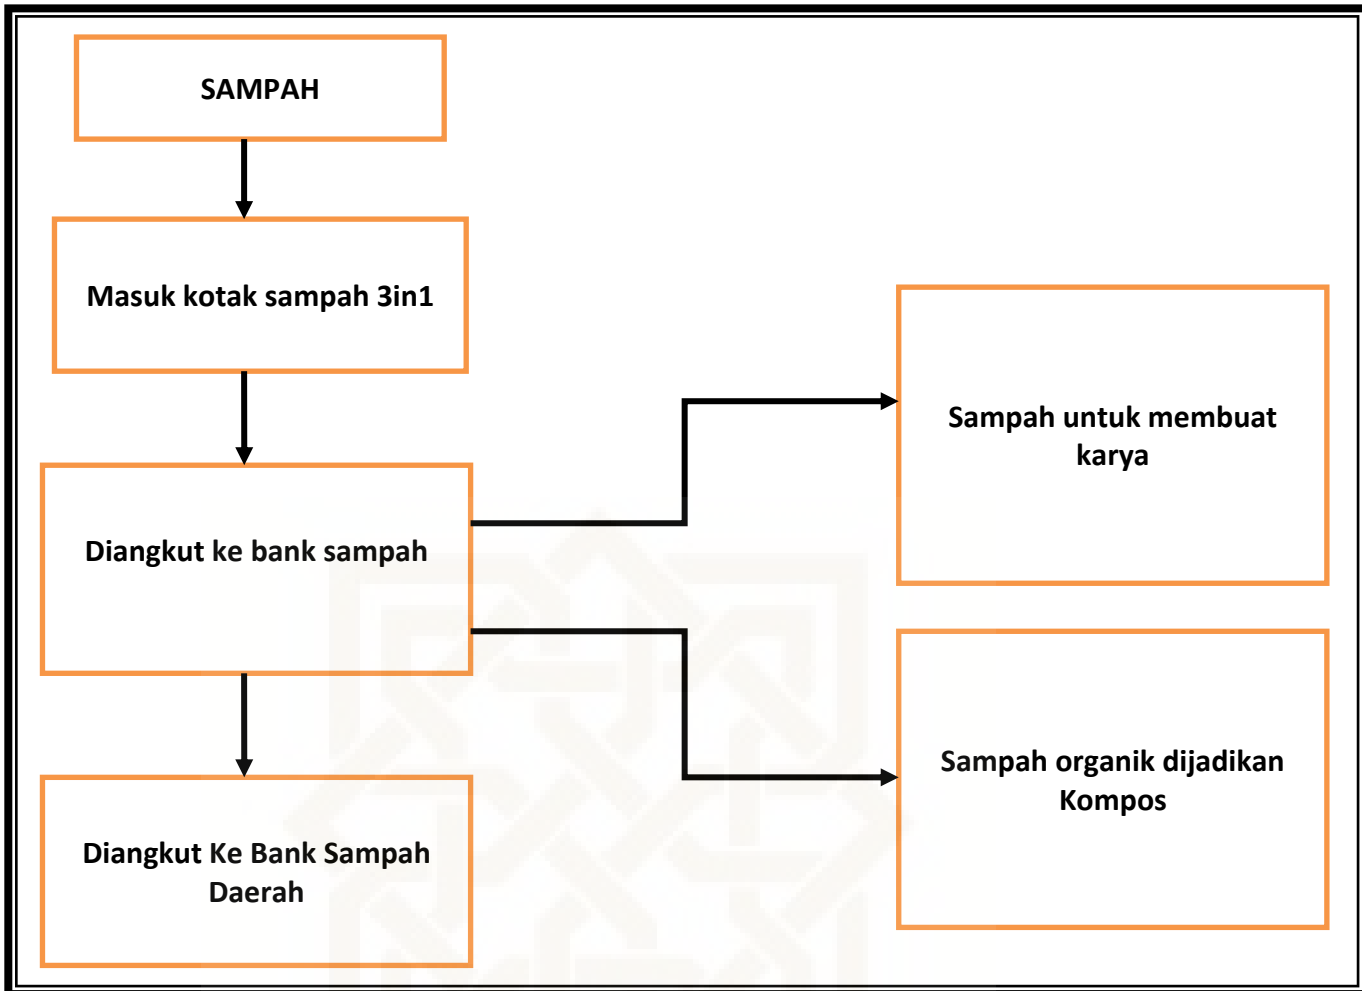 SAMPAH
Masuk kotak sampah 3in1
Diangkut ke bank sampah
Diangkut Ke Bank Sampah
Daerah
Sampah untuk membuat
karya
Sampah organik dijadikan
Kompos